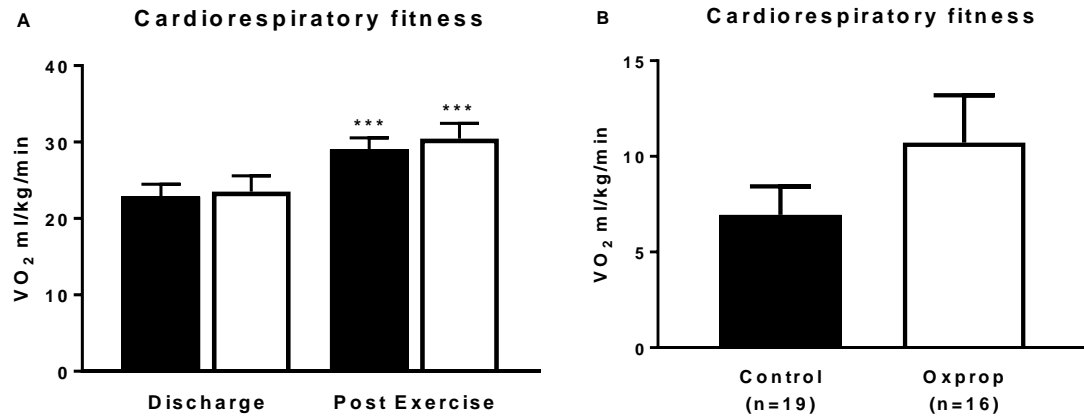 A
Cardiorespiratory fitness
VO2 ml/kg/min
40
30
20
10
0
***
***
Discharge
Post Exercise
B
Cardiorespiratory fitness
VO2 ml/kg/min
15
10
5
0
Control
(n=19)
Oxprop
(n=16)